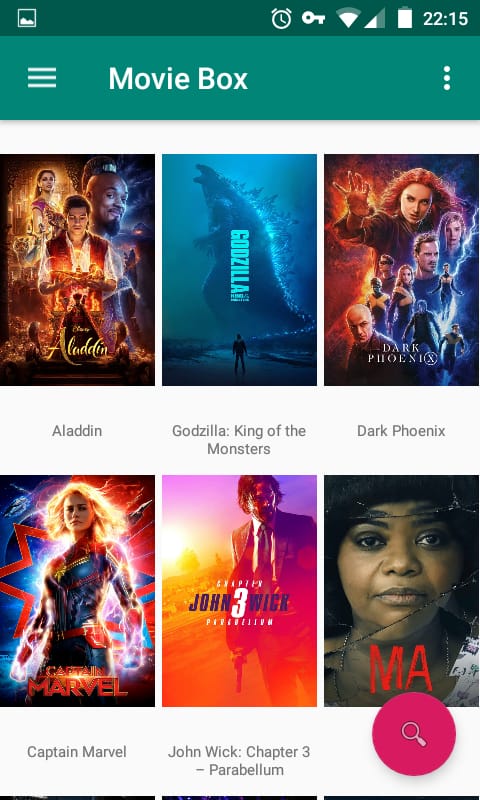 22:15
Movie Box
Disney
Aladdin
GODZILLA
DARK
PHOENIX
Aladdin
Godzilla: King of the
Monsters
Dark Phoenix
CAPTAIN
MARVEL
CHAPTER
JOHN 3 WICK
PARABELLUM
MA
Captain Marvel
John Wick: Chapter 3
– Parabellum